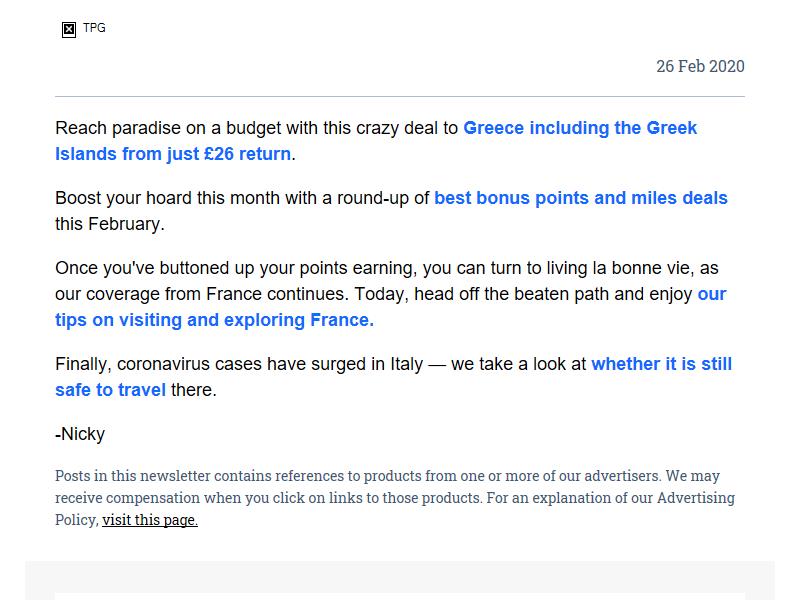 TPG
26 Feb 2020
Reach paradise on a budget with this crazy deal to Greece including the Greek
Islands from just £26 return.
Boost your hoard this month with a round-up of best bonus points and miles deals
this February.
Once you've buttoned up your points earning, you can turn to living la bonne vie, as
our coverage from France continues. Today, head off the beaten path and enjoy our
tips on visiting and exploring France.
Finally, coronavirus cases have surged in Italy — we take a look at whether it is still
safe to travel there.
-Nicky
Posts in this newsletter contains references to products from one or more of our advertisers. We may
receive compensation when you click on links to those products. For an explanation of our Advertising
Policy, visit this page.